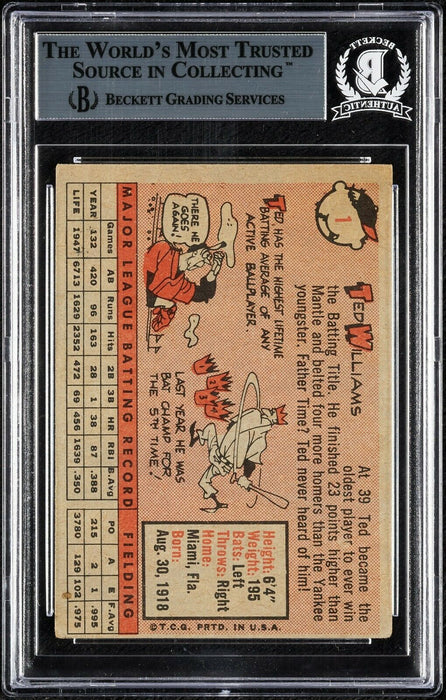 THE WORLD'S MOST TRUSTED
SOURCE IN COLLECTING™
B BECKETT GRADING SERVICES
BECKETT
B
AUTHENTIC
1
TED WILLIAMS
At 39 Ted became the
oldest player to ever win
the Batting Title. He finished
23 points higher than
Mantle and belted four more
homers than the Yankee
youngster. Father Time? Ted
never heard of him!
TED HAS THE HIGHEST LIFETIME
BATTING AVERAGE OF ANY
ACTIVE BALLPLAYER.
THERE HE
GOES
AGAIN!
LAST YEAR HE WAS
BAT CHAMP FOR
THE 5TH TIME!
Height: 6'4"
Weight: 195
Bats: Left
Throws: Right
Home:
Miami, Fla.
Born:
Aug. 30, 1918
©T.C.G. PRTD. IN U.S.A.
MAJOR LEAGUE BATTING RECORD FIELDING
Games AB Runs Hits 2B 3B HR RBI B.Avg PO A E F.Avg
YEAR 132 420 96 163 28 1 38 87 .388 215 2 1 .995
LIFE 1947 6713 1629 2352 472 69 456 1639 .350 3780 129 102 .975